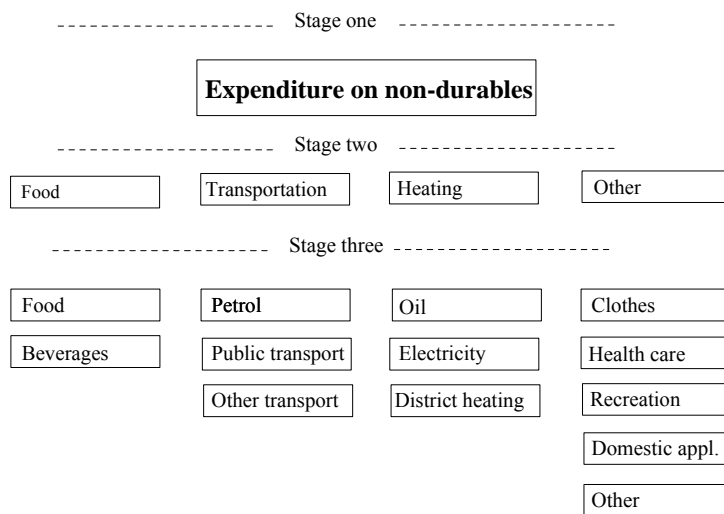 Stage one
Expenditure on non-durables
Stage two
Food Transportation Heating Other
Stage three
Food Petrol Oil Clothes
Beverages Public transport Electricity Health care
Other transport District heating Recreation
Domestic appl.
Other